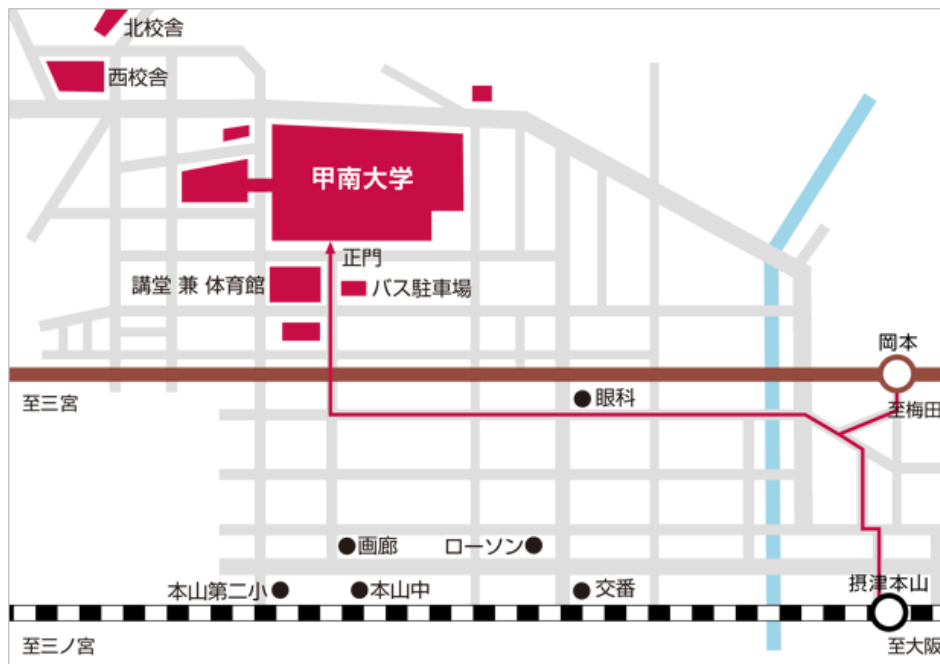 北校舎
西校舎
甲南大学
正門
講堂 兼 体育館
バス駐車場
岡本
至三宮
眼科
至梅田
画廊
ローソン
本山第二小
本山中
交番
摂津本山
至三ノ宮
至大阪